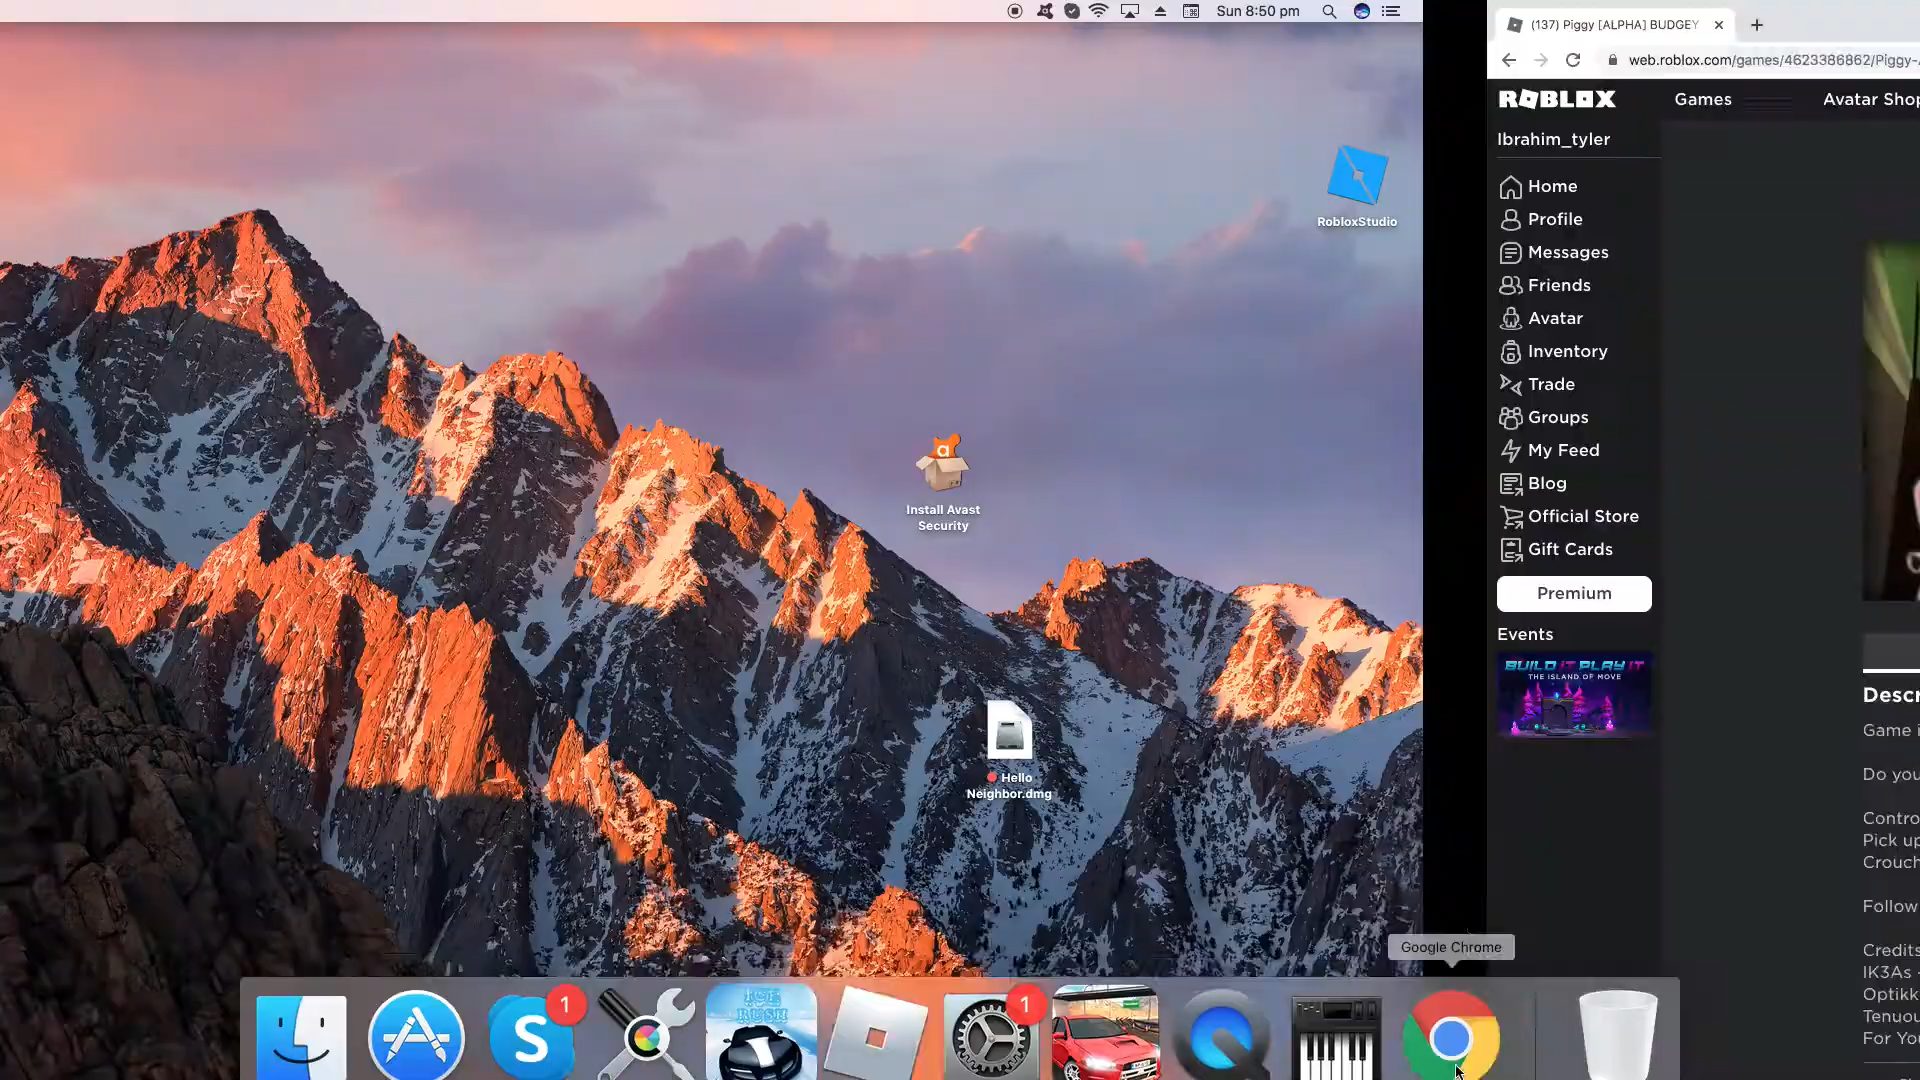 Sun 8:50 pm
RobloxStudio
a
Install Avast
Security
Hello
Neighbor.dmg
Google Chrome
1
S
ICE
RUSH
1
(137) Piggy [ALPHA] BUDGEY
web.roblox.com/games/4623386862/Piggy-
ROBLOX
Games
Avatar Shop
Ibrahim_tyler
Home
Profile
Messages
Friends
Avatar
Inventory
Trade
Groups
My Feed
Blog
Official Store
Gift Cards
Premium
Events
BUILD IT PLAY IT
THE ISLAND OF MOVE
Descr
Game i
Do you
Contro
Pick up
Crouch
Follow
Credits
IK3As -
Optikk
Tenuou
For You